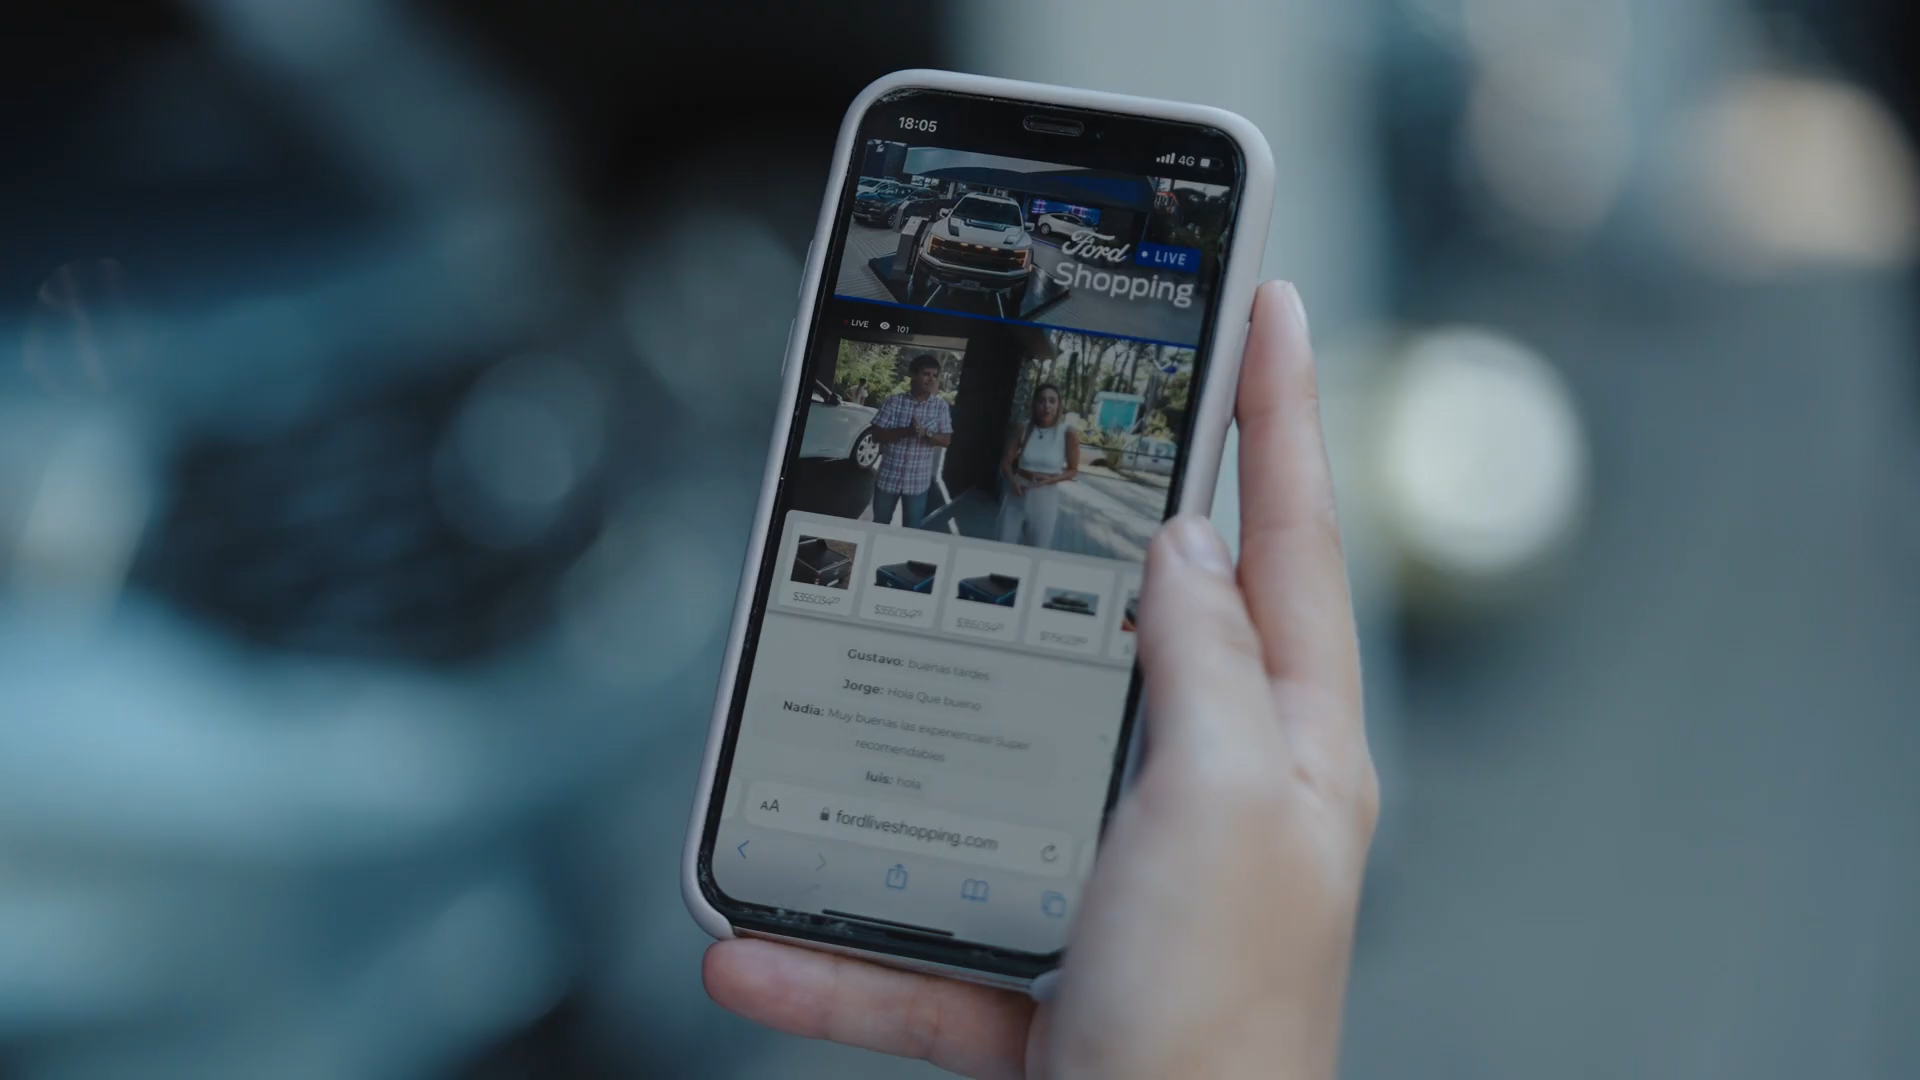 18:05
4G
Ford • LIVE
Shopping
LIVE 101
Gustavo: buenas tardes
Jorge: Hola Que bueno
Nadia: Muy buenas las experiencias! Super
recomendables
luis: hola
AA fordliveshopping.com